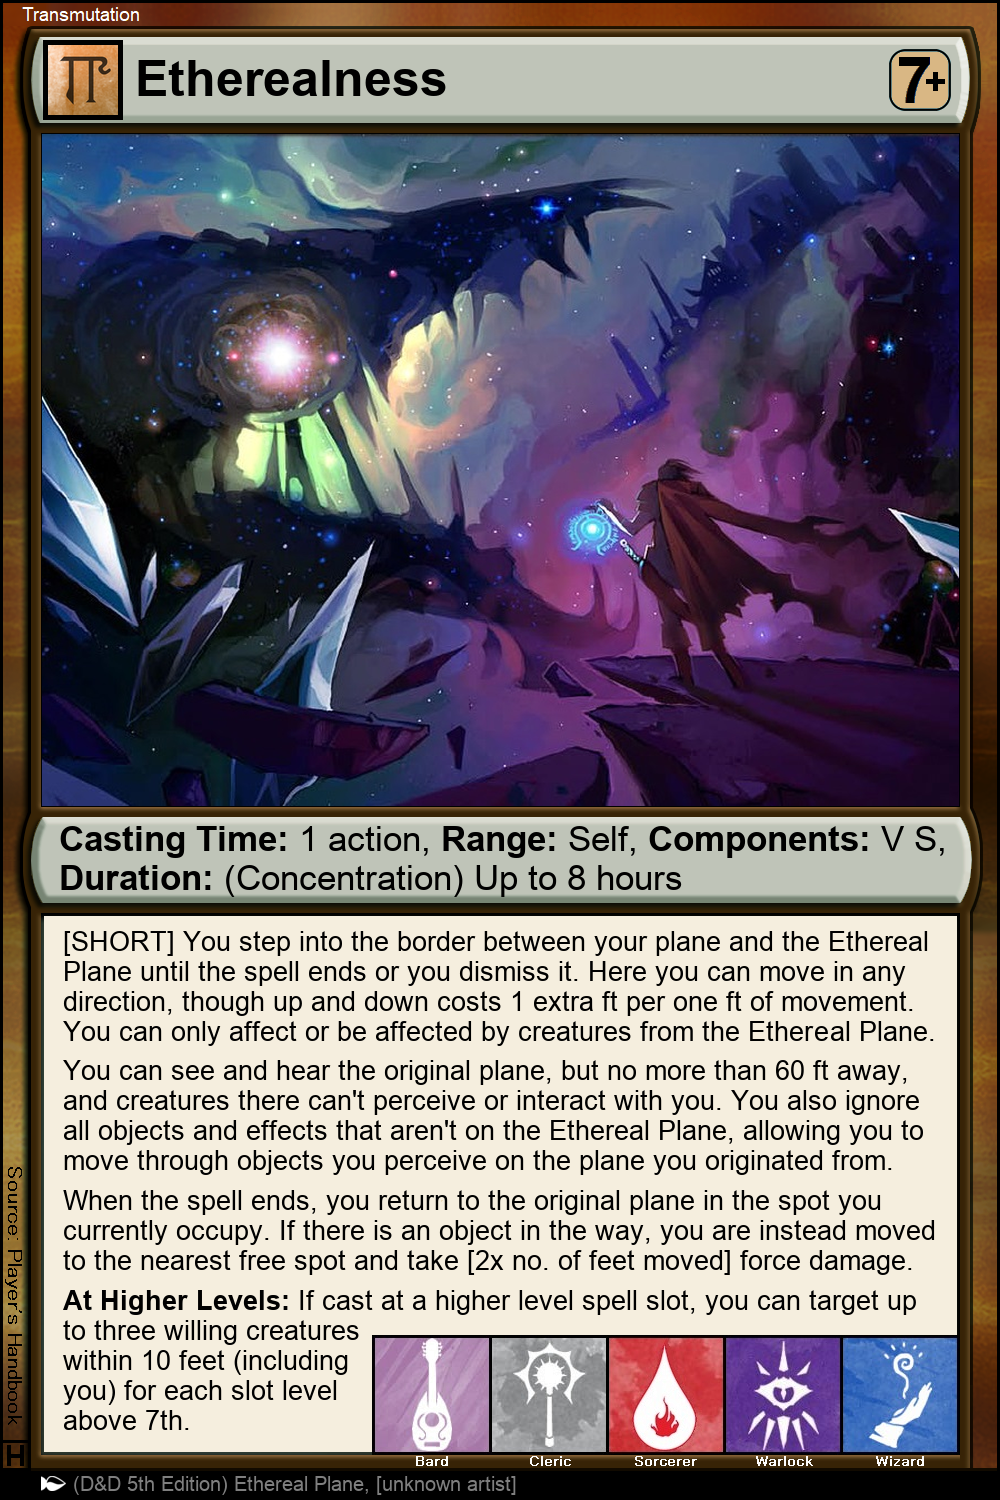 Transmutation
Etherealness
7+
Casting Time: 1 action, Range: Self, Components: V S,
Duration: (Concentration) Up to 8 hours
[SHORT] You step into the border between your plane and the Ethereal
Plane until the spell ends or you dismiss it. Here you can move in any
direction, though up and down costs 1 extra ft per one ft of movement.
You can only affect or be affected by creatures from the Ethereal Plane.
You can see and hear the original plane, but no more than 60 ft away,
and creatures there can't perceive or interact with you. You also ignore
all objects and effects that aren't on the Ethereal Plane, allowing you to
move through objects you perceive on the plane you originated from.
When the spell ends, you return to the original plane in the spot you
currently occupy. If there is an object in the way, you are instead moved
to the nearest free spot and take [2x no. of feet moved] force damage.
At Higher Levels: If cast at a higher level spell slot, you can target up
to three willing creatures
within 10 feet (including
you) for each slot level
above 7th.
Bard Cleric Sorcerer Warlock Wizard
Source: Player's Handbook
H
(D&D 5th Edition) Ethereal Plane, [unknown artist]